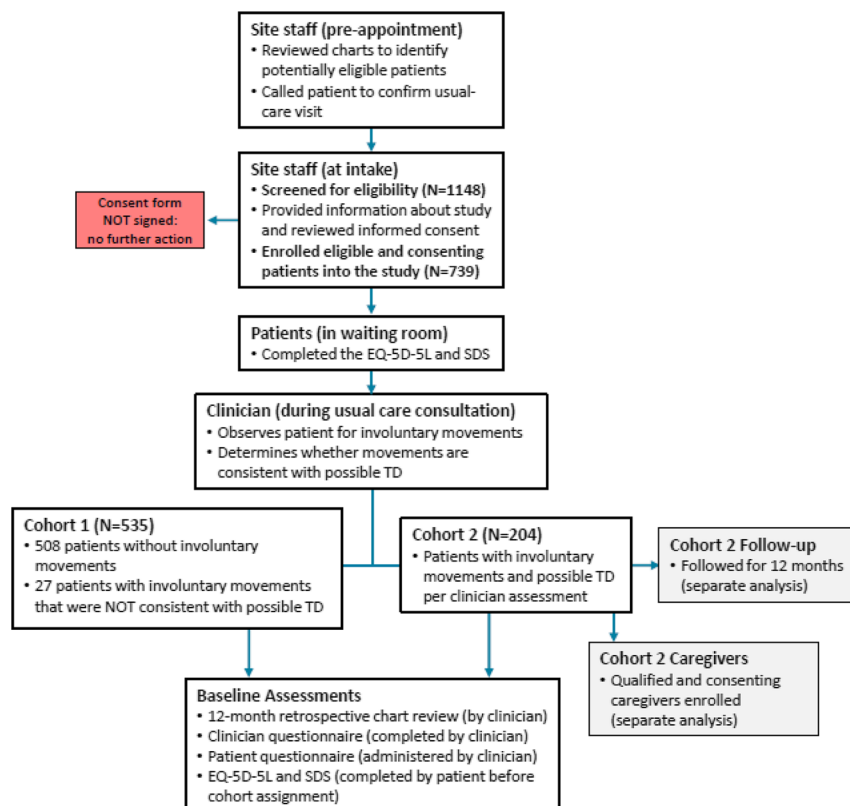 Site staff (pre-appointment)
• Reviewed charts to identify
potentially eligible patients
• Called patient to confirm usual-
care visit
Site staff (at intake)
• Screened for eligibility (N=1148)
• Provided information about study
and reviewed informed consent
• Enrolled eligible and consenting
patients into the study (N=739)
Consent form
NOT signed:
no further action
Patients (in waiting room)
• Completed the EQ-5D-5L and SDS
Clinician (during usual care consultation)
• Observes patient for involuntary movements
• Determines whether movements are
consistent with possible TD
Cohort 1 (N=535)
• 508 patients without involuntary
movements
• 27 patients with involuntary movements
that were NOT consistent with possible TD
Cohort 2 (N=204)
• Patients with involuntary
movements and possible TD
per clinician assessment
Cohort 2 Follow-up
• Followed for 12 months
(separate analysis)
Cohort 2 Caregivers
• Qualified and consenting
caregivers enrolled
(separate analysis)
Baseline Assessments
• 12-month retrospective chart review (by clinician)
• Clinician questionnaire (completed by clinician)
• Patient questionnaire (administered by clinician)
• EQ-5D-5L and SDS (completed by patient before
cohort assignment)